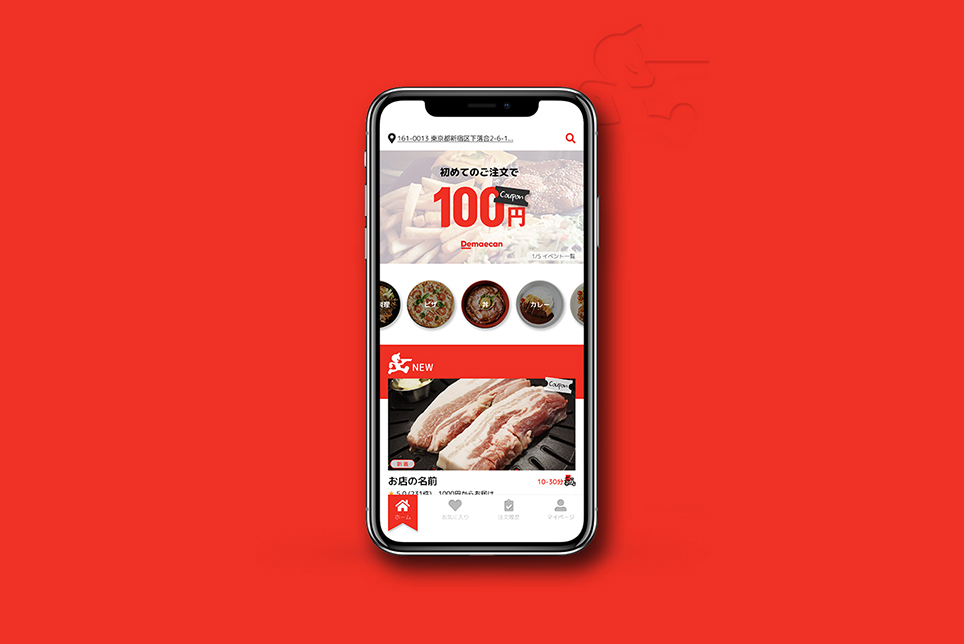 161-0013 東京都新宿区下落合2-6-1...
初めてのご注文で
100円
Coupon
Demaecan
1/5 イベント一覧
ピザ
丼
カレー
NEW
Coupon
新着
お店の名前
10-30分
5.0 (231件) 1000円からお届け
ホーム
お気に入り
注文履歴
マイページ